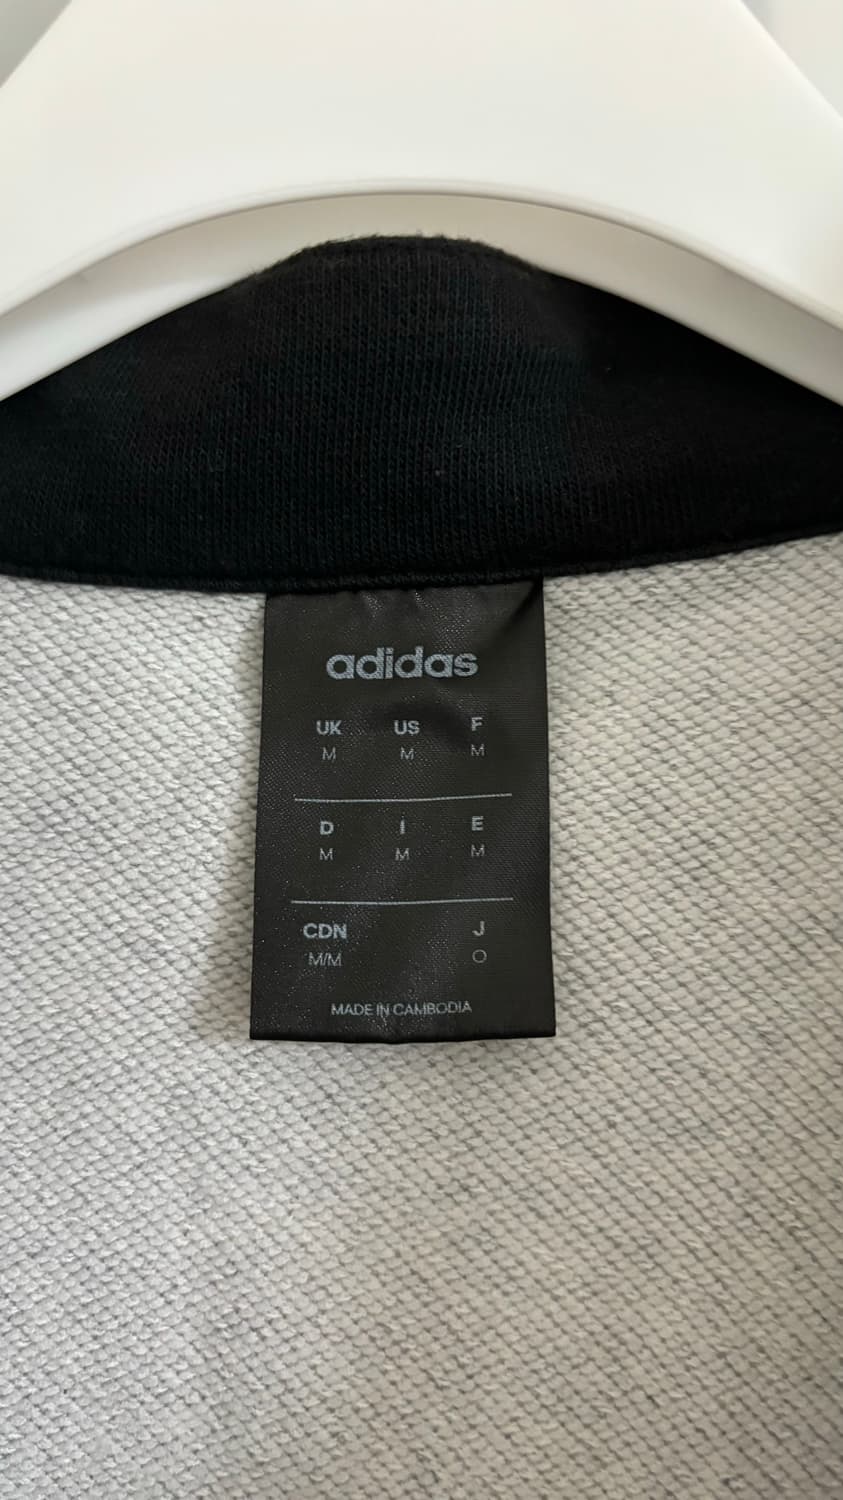 adidas
UK US F
M M M
D I E
M M M
CDN J
M/M O
MADE IN CAMBODIA